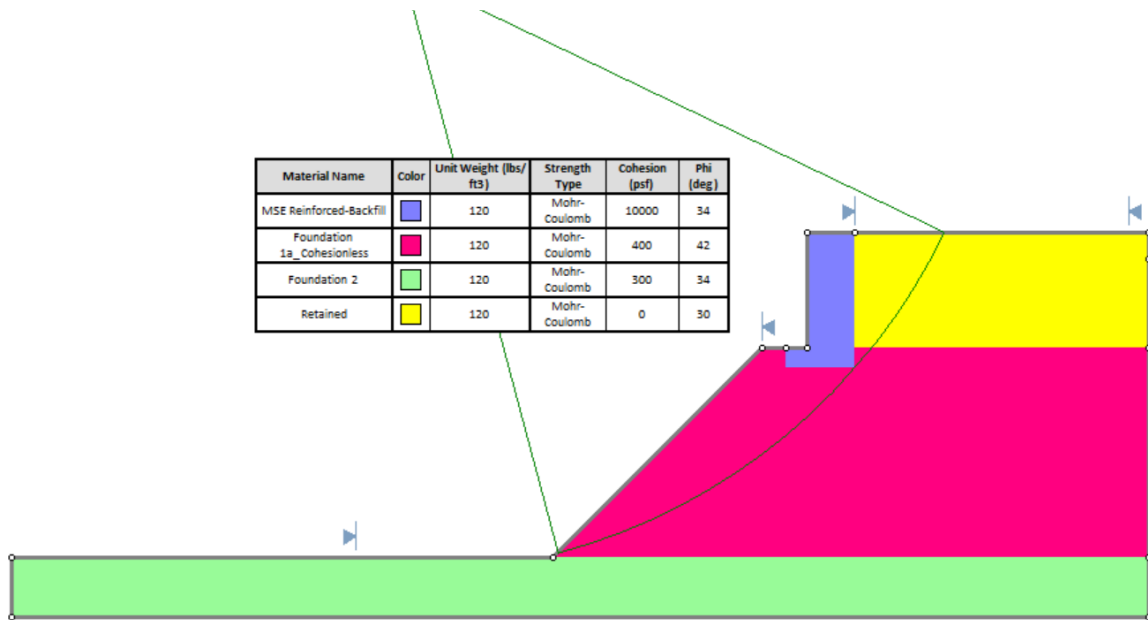 Material Name Color Unit Weight (lbs/ft3) Strength Type Cohesion (psf) Phi (deg)
MSE Reinforced-Backfill 120 Mohr-Coulomb 10000 34
Foundation 1a_Cohesionless 120 Mohr-Coulomb 400 42
Foundation 2 120 Mohr-Coulomb 300 34
Retained 120 Mohr-Coulomb 0 30